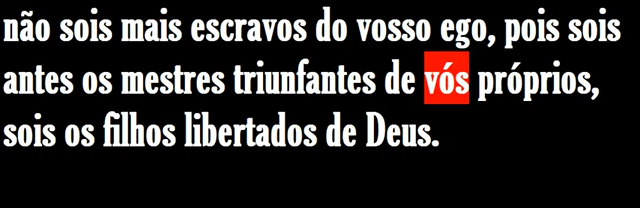 não sois mais escravos do vosso ego, pois sois
antes os mestres triunfantes de vós próprios,
sois os filhos libertados de Deus.